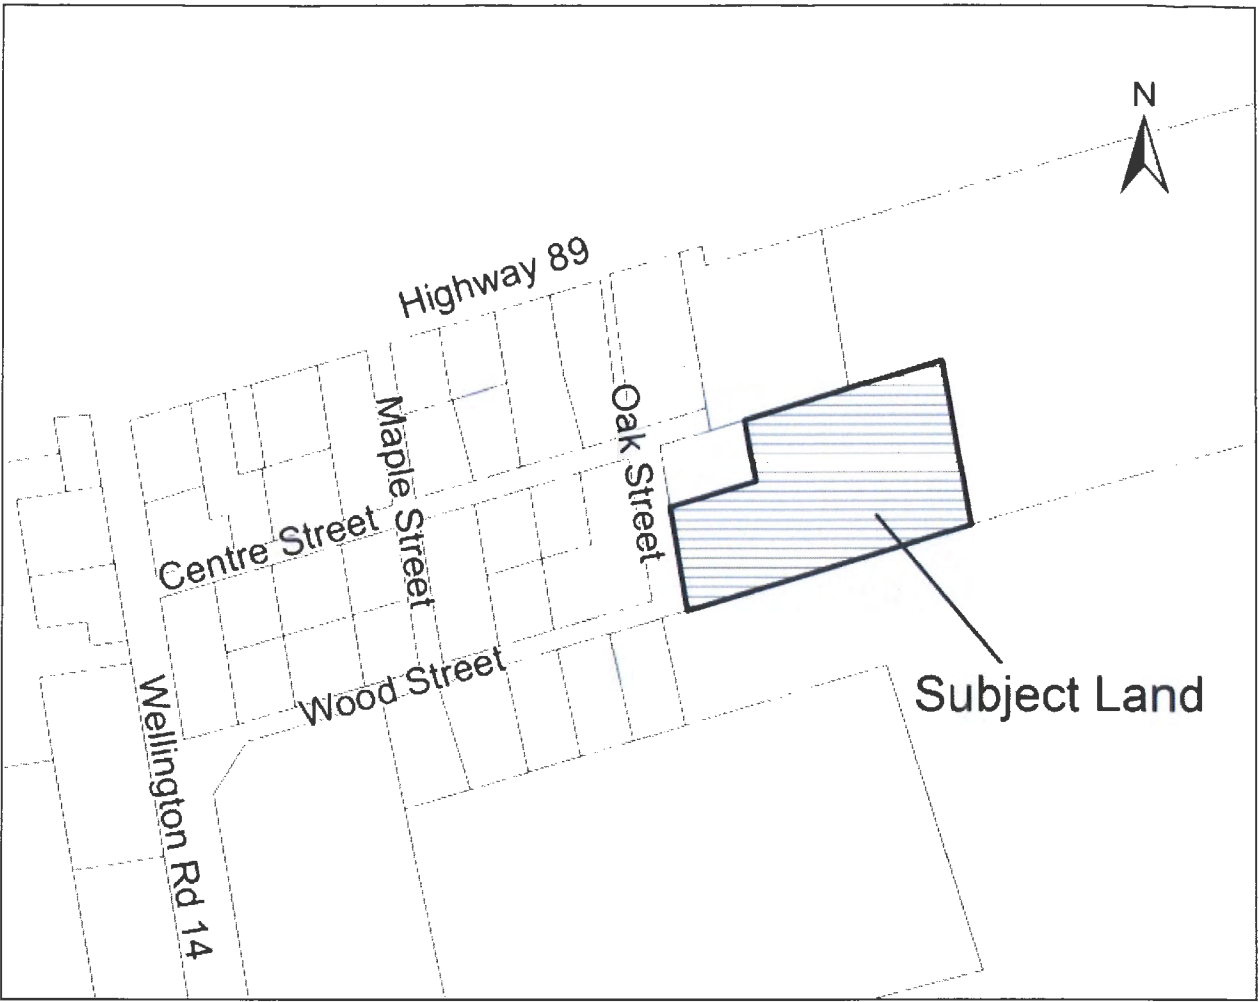 N
Highway 89
Oak Street
Maple Street
Centre Street
Wood Street
Subject Land
Wellington Rd 14